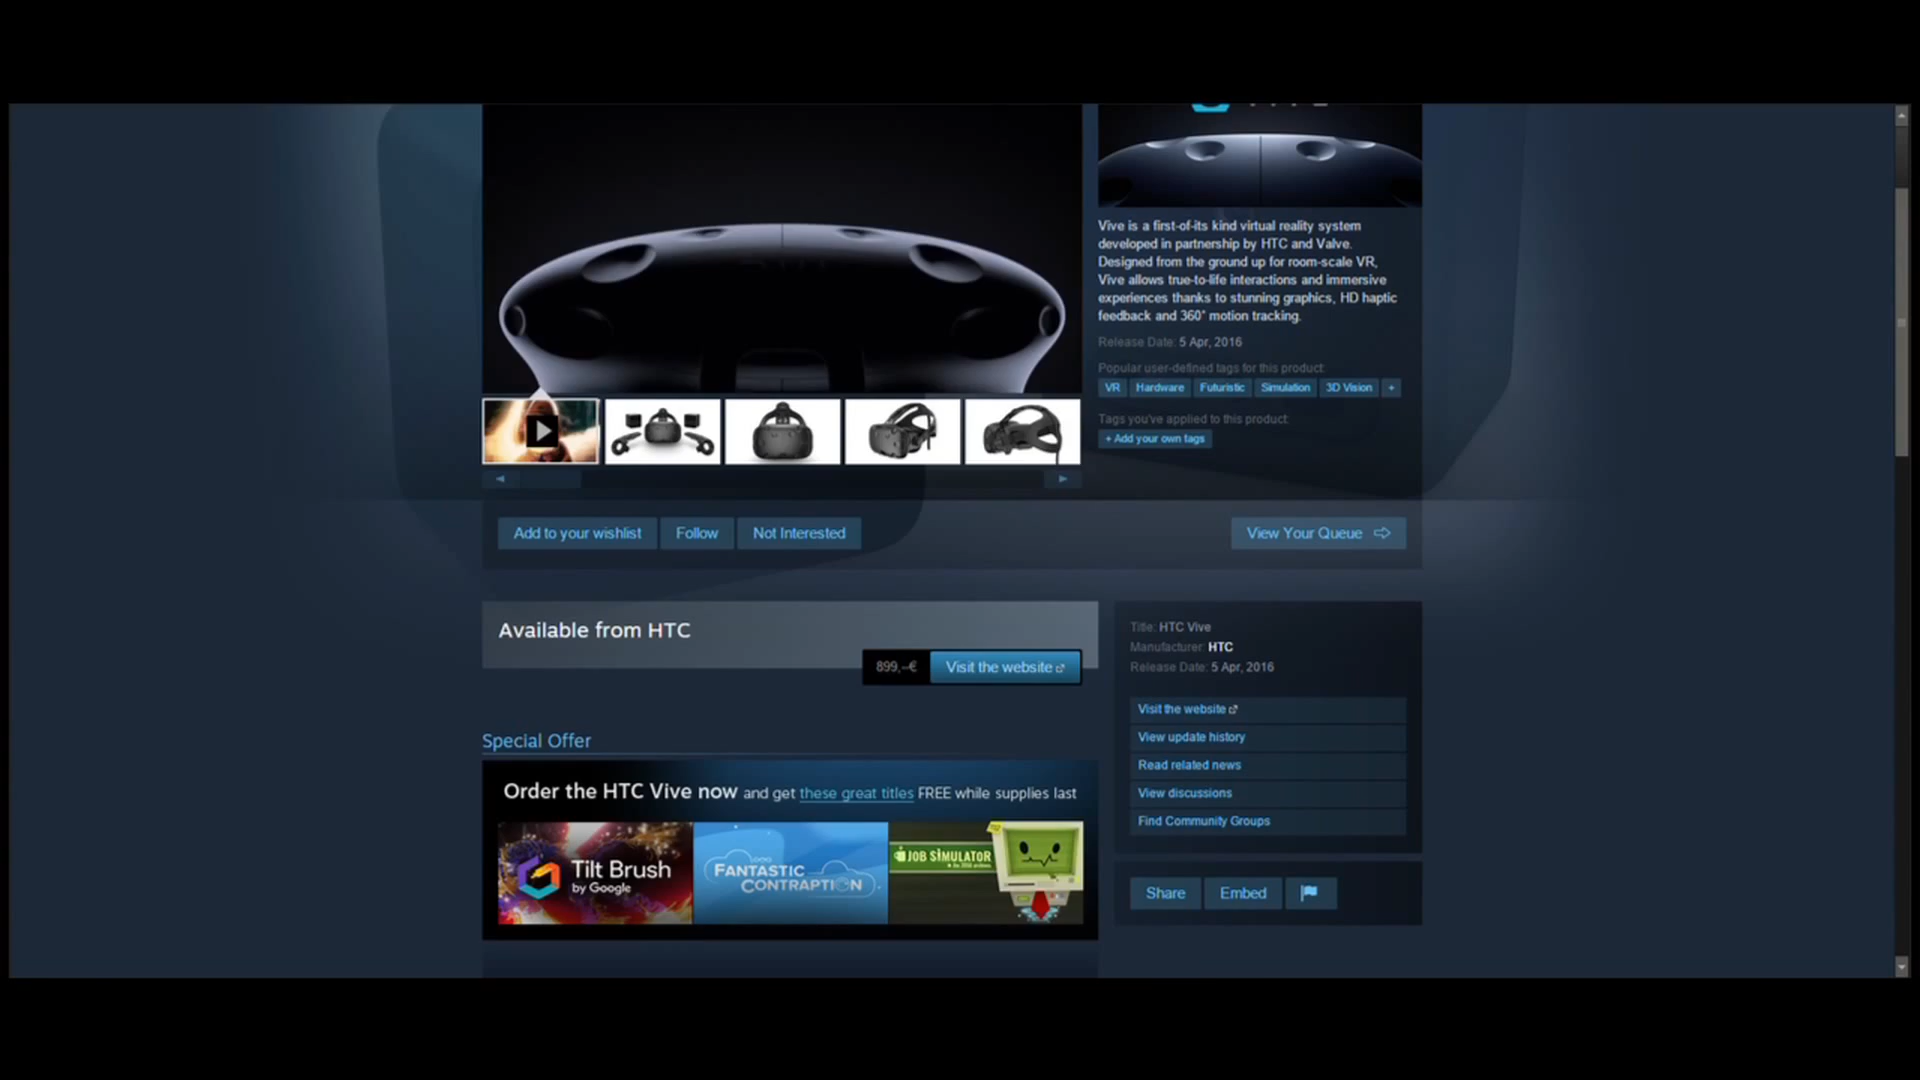 Vive is a first-of-its kind virtual reality system
developed in partnership by HTC and Valve.
Designed from the ground up for room-scale VR,
Vive allows true-to-life interactions and immersive
experiences thanks to stunning graphics, HD haptic
feedback and 360° motion tracking.
Release Date: 5 Apr, 2016
Popular user-defined tags for this product:
VR Hardware Futuristic Simulation 3D Vision +
Tags you've applied to this product:
+ Add your own tags
Add to your wishlist Follow Not Interested View Your Queue
Available from HTC
899,–€ Visit the website
Title: HTC Vive
Manufacturer: HTC
Release Date: 5 Apr, 2016
Visit the website
View update history
Read related news
View discussions
Find Community Groups
Share Embed
Special Offer
Order the HTC Vive now and get these great titles FREE while supplies last
Tilt Brush
by Google
FANTASTIC
CONTRAPTION
JOB SIMULATOR